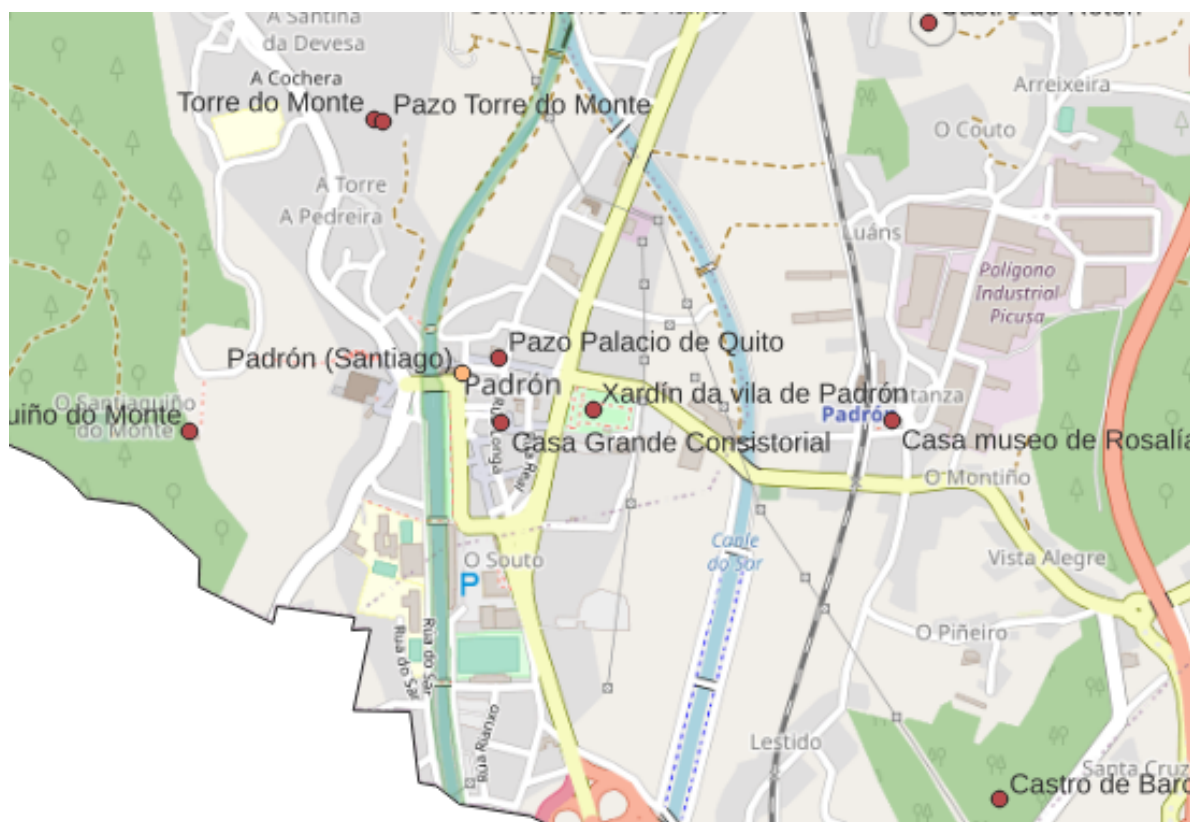 A Santina
da Devesa
A Cochera
Torre do Monte
Pazo Torre do Monte
Arreixeira
O Couto
A Torre
A Pedreira
Luáns
Polígono
Industrial
Picusa
Pazo Palacio de Quito
Padrón (Santiago)
Padrón
Xardín da vila de Padrón
O Santiaguiño
do Monte
uiño do Monte
Padrón
Casa Grande Consistorial
Casa museo de Rosalía
Rúa Longa
Rúa Real
O Montiño
Canle
do Sar
Vista Alegre
O Souto
P
O Piñeiro
Rúa do Sar
Rúa do Sar
Rúa Rianxo
Lestido
Santa Cruz
Castro de Barc